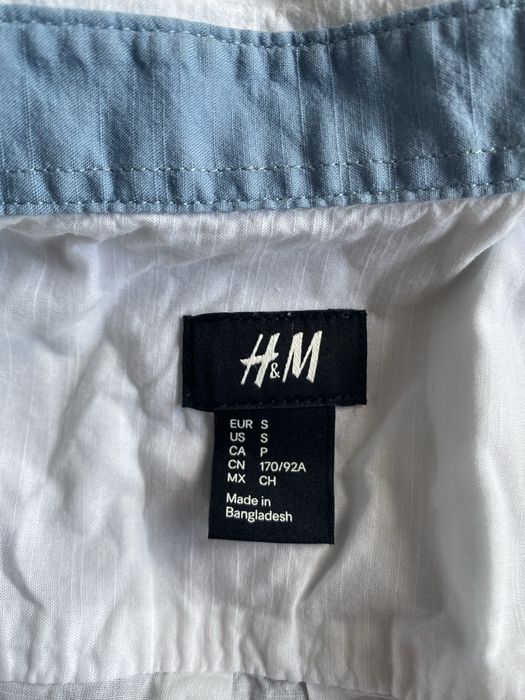 H&M
EUR S
US S
CA P
CN 170/92A
MX CH
Made in
Bangladesh